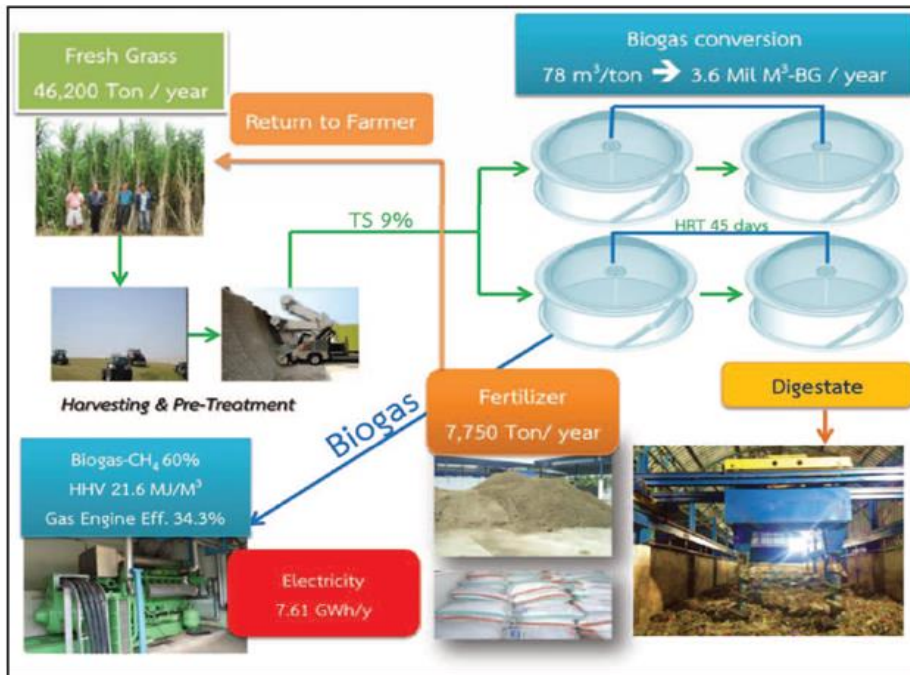 Fresh Grass
46,200 Ton / year
Biogas conversion
78 m³/ton ➔ 3.6 Mil M³-BG / year
Return to Farmer
TS 9%
HRT 45 days
Harvesting & Pre-Treatment
Biogas
Fertilizer
7,750 Ton/ year
Digestate
Biogas-CH₄ 60%
HHV 21.6 MJ/M³
Gas Engine Eff. 34.3%
Electricity
7.61 GWh/y